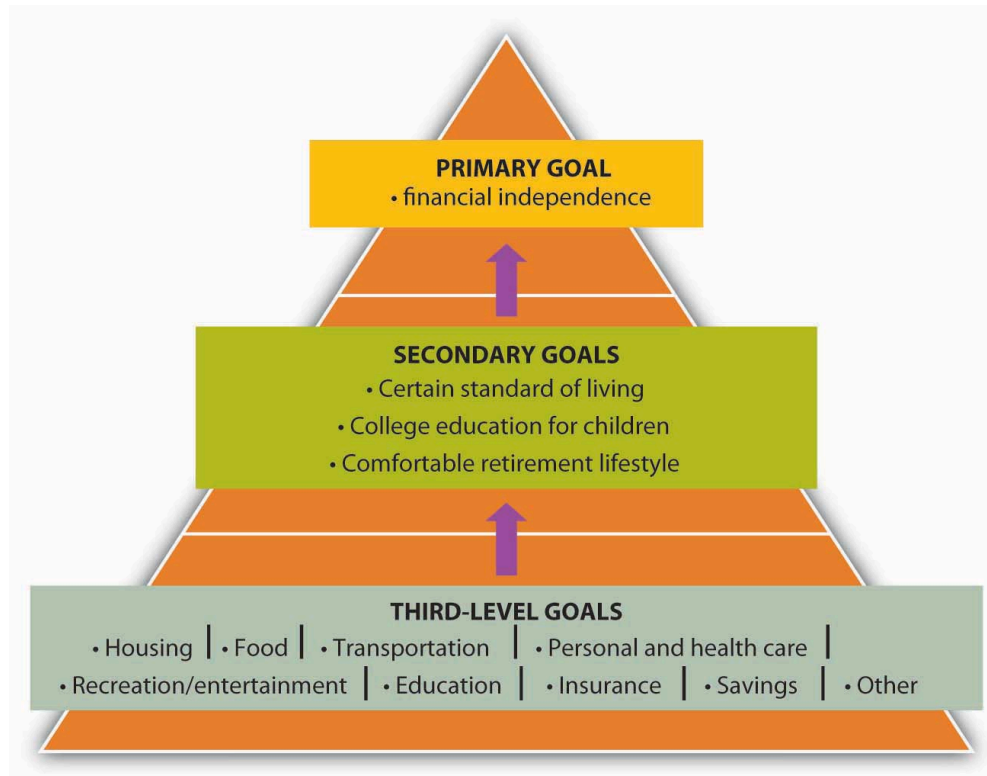 PRIMARY GOAL
• financial independence
SECONDARY GOALS
• Certain standard of living
• College education for children
• Comfortable retirement lifestyle
THIRD-LEVEL GOALS
• Housing | • Food | • Transportation | • Personal and health care |
• Recreation/entertainment | • Education | • Insurance | • Savings | • Other